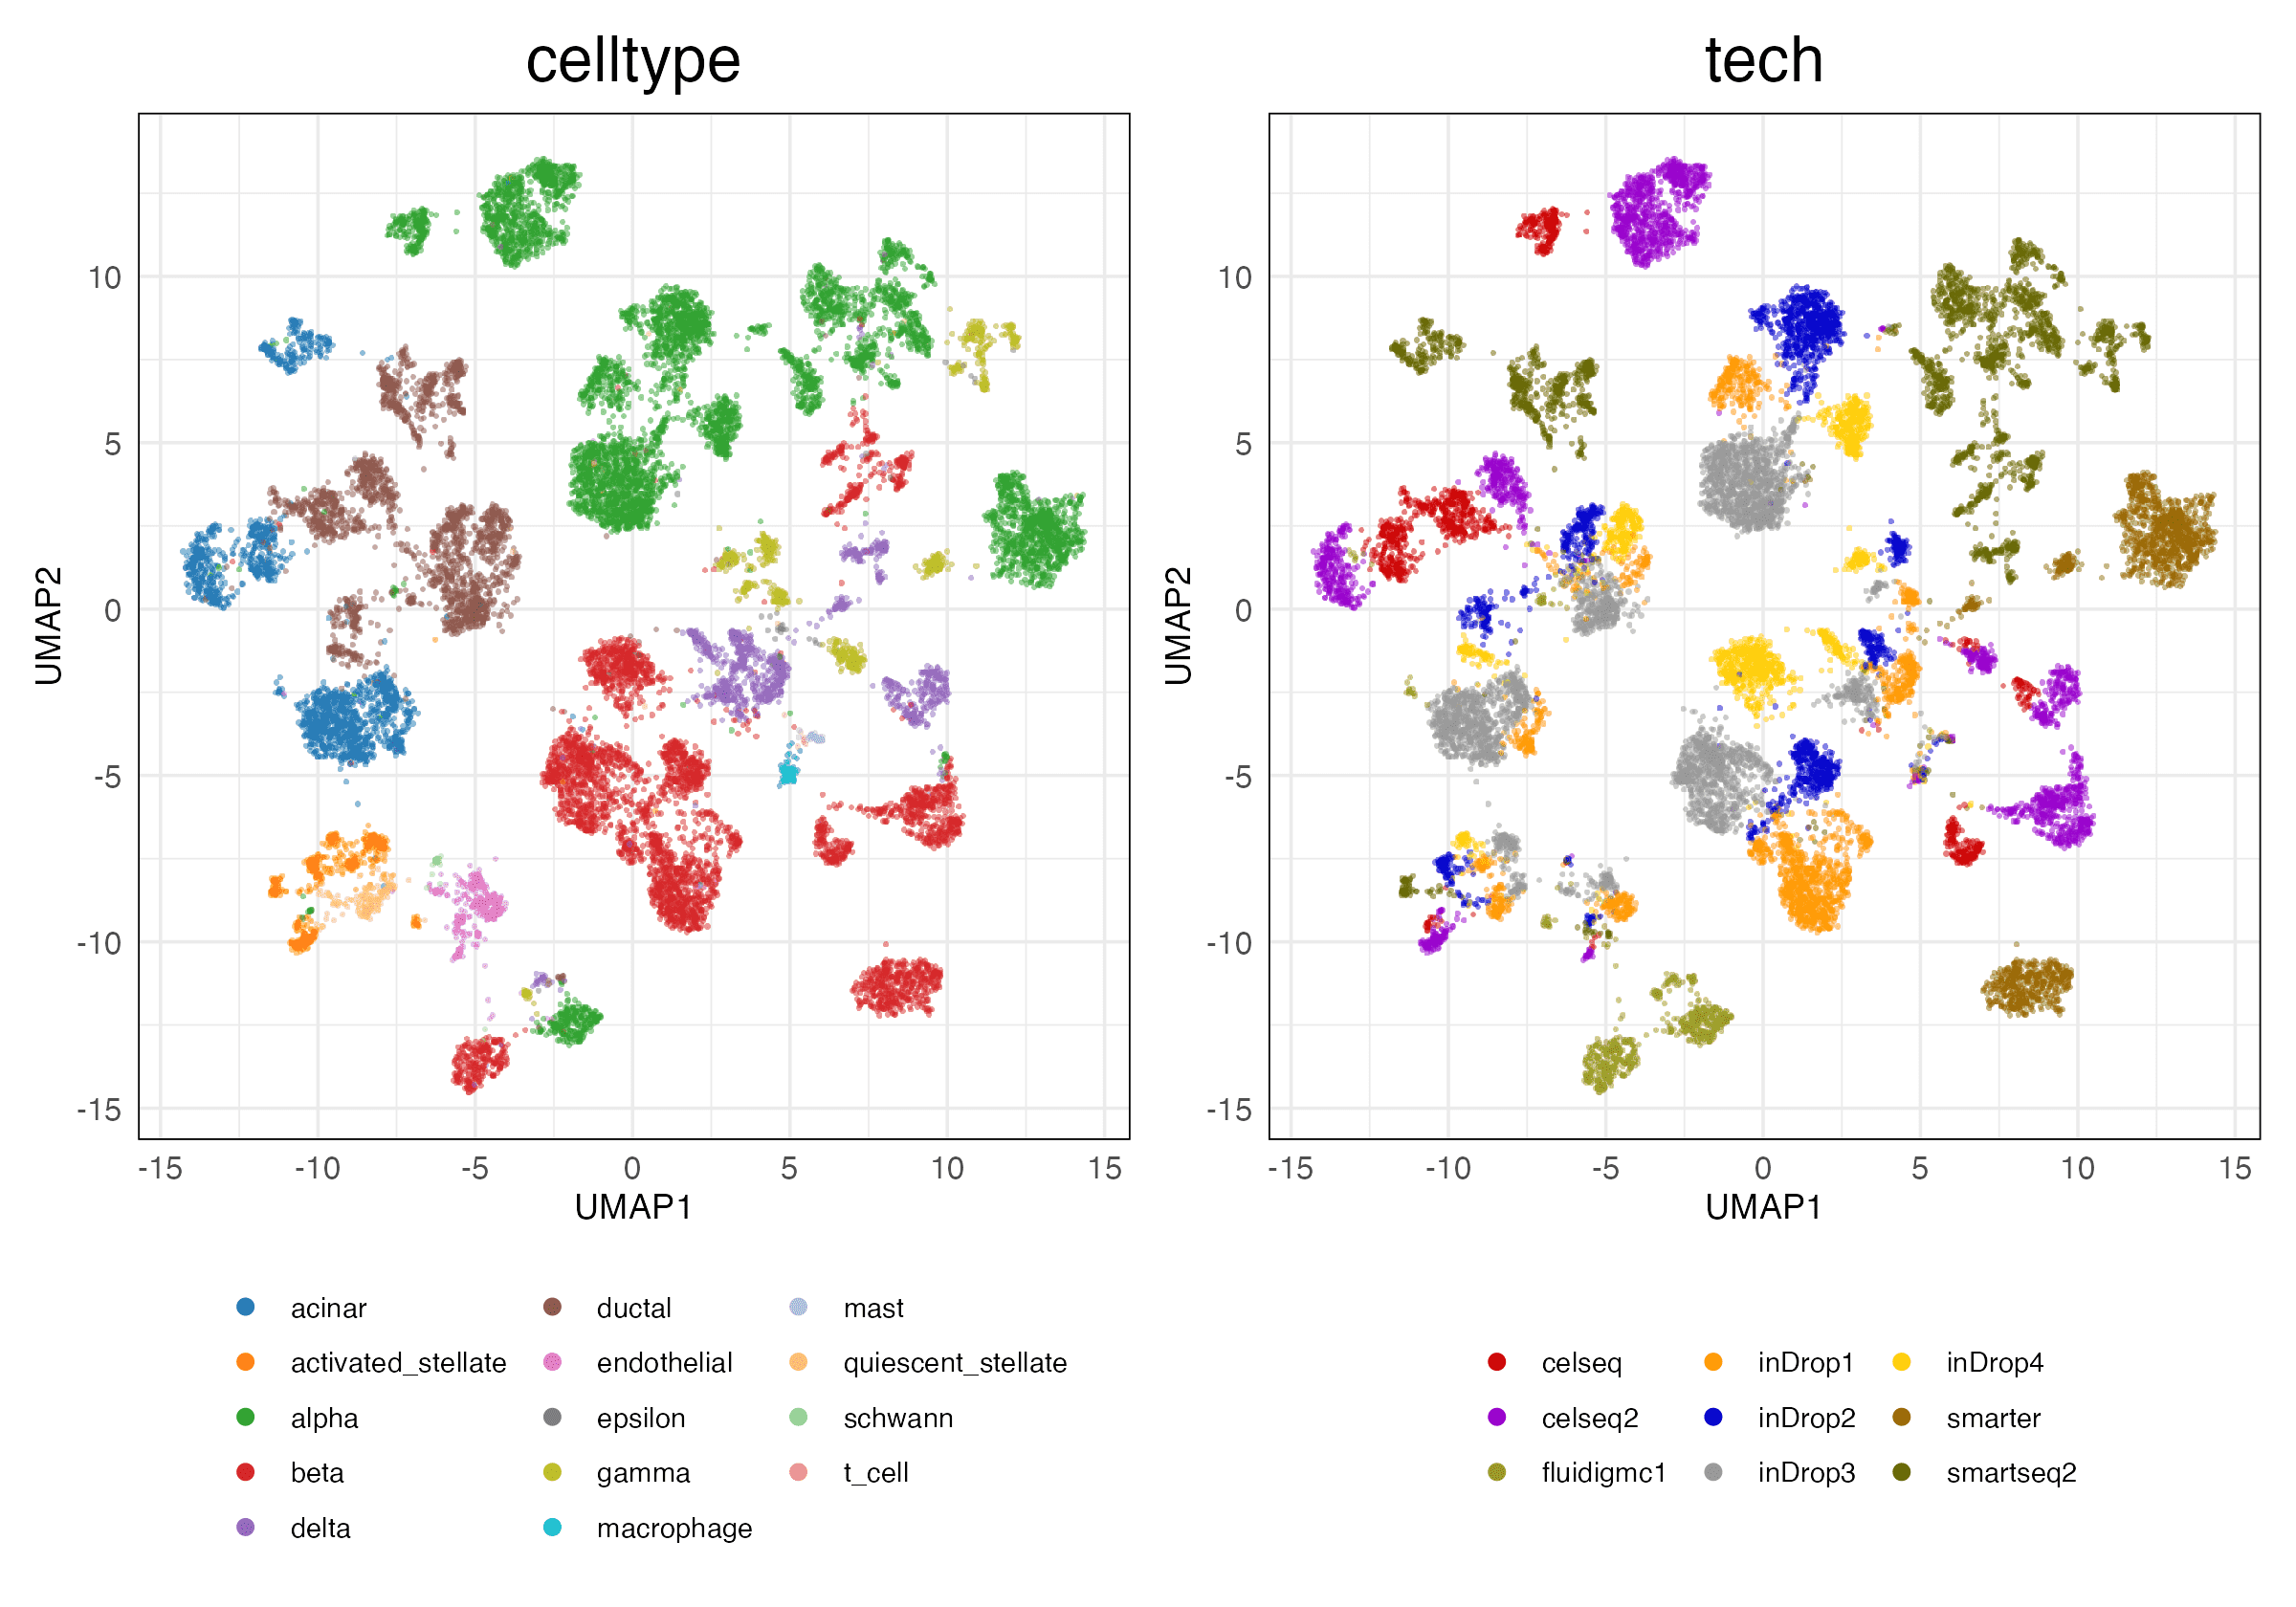 celltype
tech
UMAP2
10
5
0
-5
-10
-15
-15 -10 -5 0 5 10 15
UMAP1
UMAP2
10
5
0
-5
-10
-15
-15 -10 -5 0 5 10 15
UMAP1
acinar ductal mast
activated_stellate endothelial quiescent_stellate
alpha epsilon schwann
beta gamma t_cell
delta macrophage
celseq inDrop1 inDrop4
celseq2 inDrop2 smarter
fluidigmc1 inDrop3 smartseq2